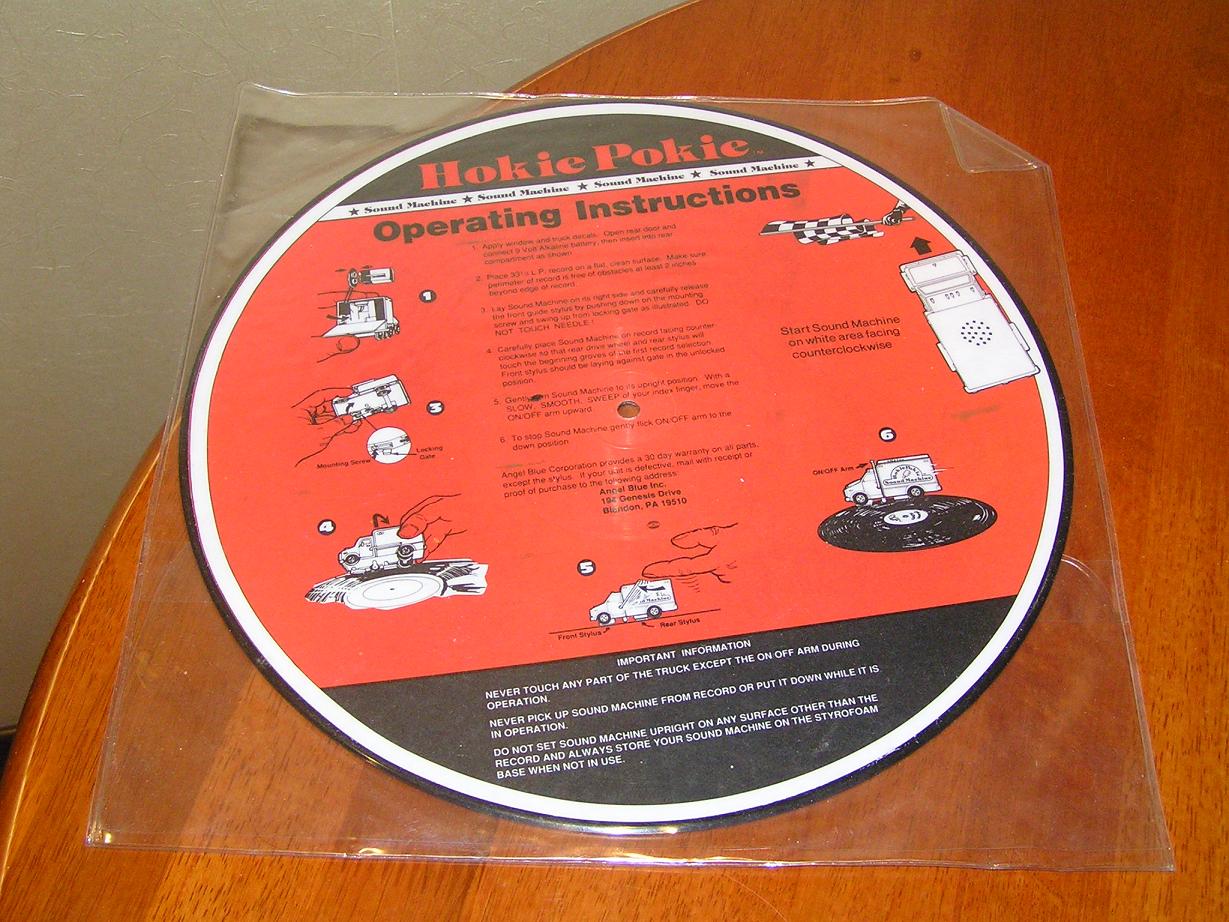 Hokie Pokie TM
★ Sound Machine ★ Sound Machine ★ Sound Machine ★ Sound Machine ★
Operating Instructions
1. Apply window and truck decals. Open rear door and
connect 9 Volt Alkaline battery, then insert into rear
compartment as shown
2. Place 33⅓ L.P. record on a flat, clean surface. Make sure
perimeter of record is free of obstacles at least 2 inches
beyond edge of record.
3. Lay Sound Machine on its right side and carefully release
the front guide stylus by pushing down on the mounting
screw and swing up from locking gate as illustrated. DO
NOT TOUCH NEEDLE!
4. Carefully place Sound Machine on record facing counter
clockwise so that rear drive wheel and rear stylus will
touch the beginning groves of the first record selection.
Front stylus should be laying against gate in the unlocked
position.
5. Gently turn Sound Machine to its upright position. With a
SLOW, SMOOTH, SWEEP of your index finger, move the
ON/OFF arm upward
6. To stop Sound Machine gently flick ON/OFF arm to the
down position
Angel Blue Corporation provides a 30 day warranty on all parts,
except the stylus. If your unit is defective, mail with receipt or
proof of purchase to the following address:
Angel Blue Inc.
194 Genesis Drive
Blandon, PA 19510
1
3
Mounting Screw
Locking
Gate
4
5
Sound Machine
Front Stylus
Rear Stylus
Start Sound Machine
on white area facing
counterclockwise
6
ON/OFF Arm
Sound Machine
IMPORTANT INFORMATION
NEVER TOUCH ANY PART OF THE TRUCK EXCEPT THE ON OFF ARM DURING
OPERATION.
NEVER PICK UP SOUND MACHINE FROM RECORD OR PUT IT DOWN WHILE IT IS
IN OPERATION.
DO NOT SET SOUND MACHINE UPRIGHT ON ANY SURFACE OTHER THAN THE
RECORD AND ALWAYS STORE YOUR SOUND MACHINE ON THE STYROFOAM
BASE WHEN NOT IN USE.